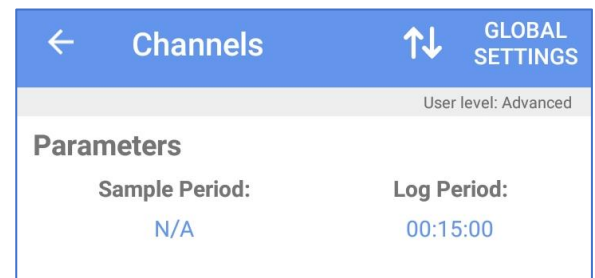 Channels
GLOBAL
SETTINGS
User level: Advanced
Parameters
Sample Period: Log Period:
N/A 00:15:00